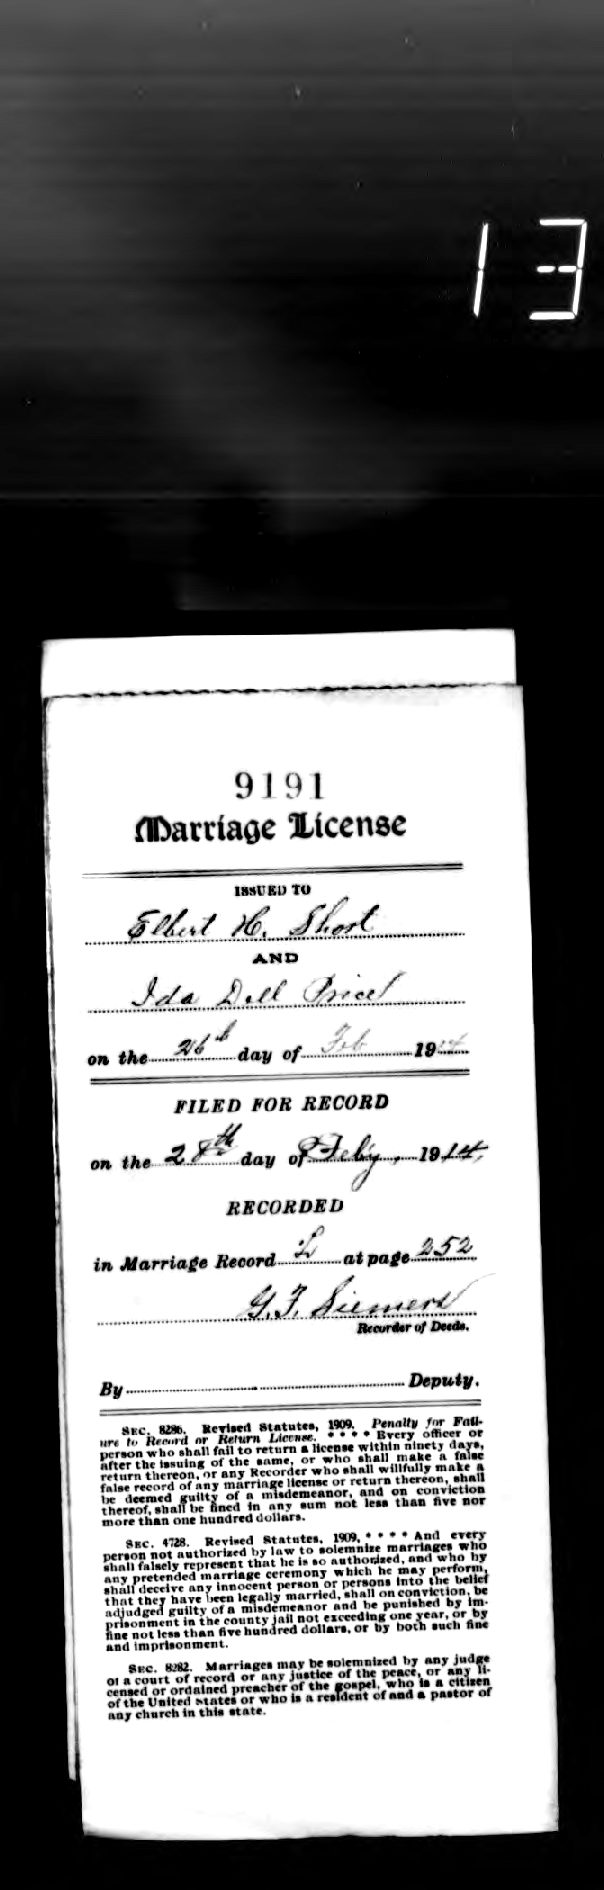 13
9191
Marriage License
ISSUED TO
Elbert H. Short
AND
Ida Dell Price
on the 26th day of Feb 1914
FILED FOR RECORD
on the 28th day of Feby, 1914,
RECORDED
in Marriage Record L at page 252
G. F. Siemers
Recorder of Deeds.
By Deputy.
SEC. 8286. Revised Statutes, 1909. Penalty for Fail-
ure to Record or Return License. * * * * Every officer or
person who shall fail to return a license within ninety days,
after the issuing of the same, or who shall make a false
return thereon, or any Recorder who shall willfully make a
false record of any marriage license or return thereon, shall
be deemed guilty of a misdemeanor, and on conviction
thereof, shall be fined in any sum not less than five nor
more than one hundred dollars.
SEC. 4728. Revised Statutes, 1909, * * * * And every
person not authorized by law to solemnize marriages who
shall falsely represent that he is so authorized, and who by
any pretended marriage ceremony which he may perform,
shall deceive any innocent person or persons into the belief
that they have been legally married, shall on conviction, be
adjudged guilty of a misdemeanor and be punished by im-
prisonment in the county jail not exceeding one year, or by
fine not less than five hundred dollars, or by both such fine
and imprisonment.
SEC. 8282. Marriages may be solemnized by any judge
of a court of record or any justice of the peace, or any li-
censed or ordained preacher of the gospel, who is a citizen
of the United States or who is a resident of and a pastor of
any church in this state.